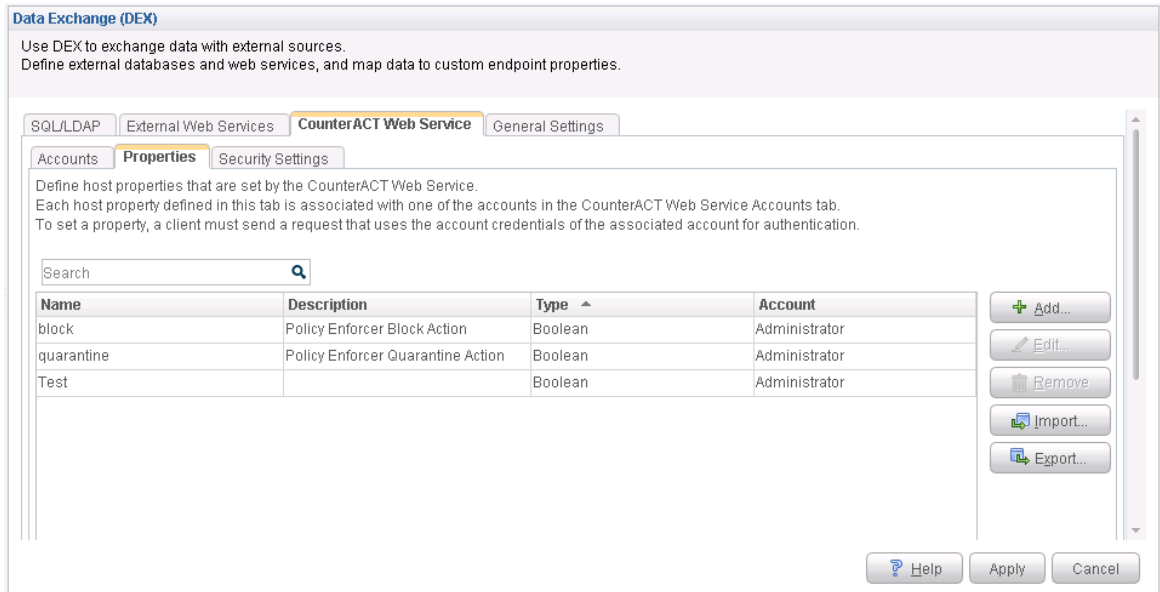 Data Exchange (DEX)
Use DEX to exchange data with external sources.
Define external databases and web services, and map data to custom endpoint properties.
SQL/LDAP External Web Services CounterACT Web Service General Settings
Accounts Properties Security Settings
Define host properties that are set by the CounterACT Web Service.
Each host property defined in this tab is associated with one of the accounts in the CounterACT Web Service Accounts tab.
To set a property, a client must send a request that uses the account credentials of the associated account for authentication.
Search
Name Description Type Account
block Policy Enforcer Block Action Boolean Administrator
quarantine Policy Enforcer Quarantine Action Boolean Administrator
Test Boolean Administrator
Add...
Edit...
Remove
Import...
Export...
Help Apply Cancel